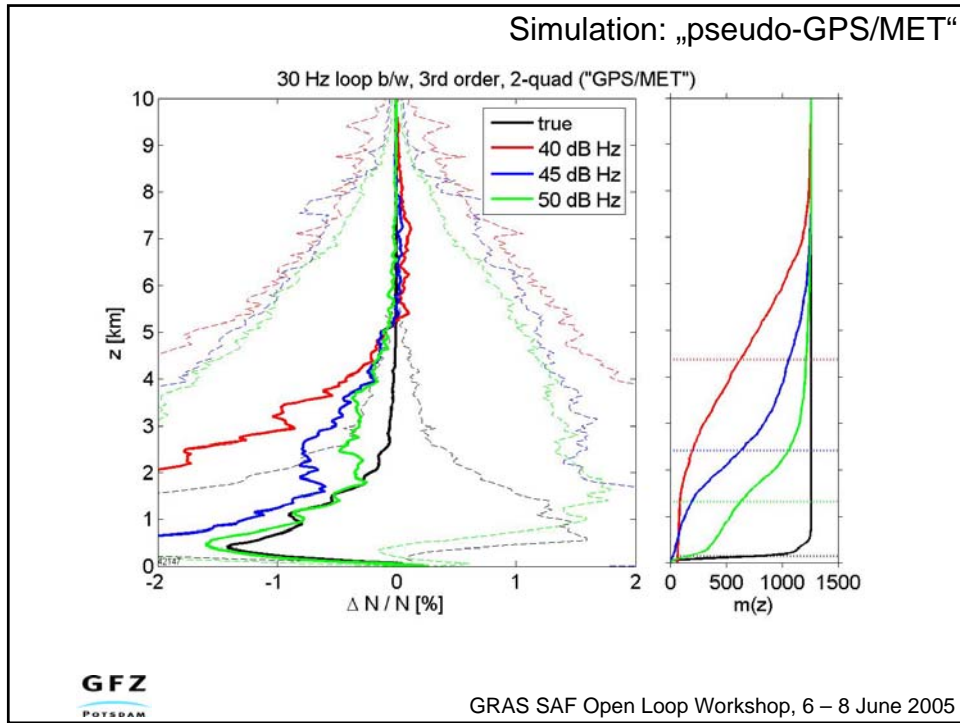 Simulation: „pseudo-GPS/MET“
30 Hz loop b/w, 3rd order, 2-quad ("GPS/MET")
true
40 dB Hz
45 dB Hz
50 dB Hz
10
9
8
7
6
5
4
3
2
1
0
z [km]
-2
-1
0
1
2
Δ N / N [%]
0
500
1000
1500
m(z)
GFZ
POTSDAM
GRAS SAF Open Loop Workshop, 6 – 8 June 2005